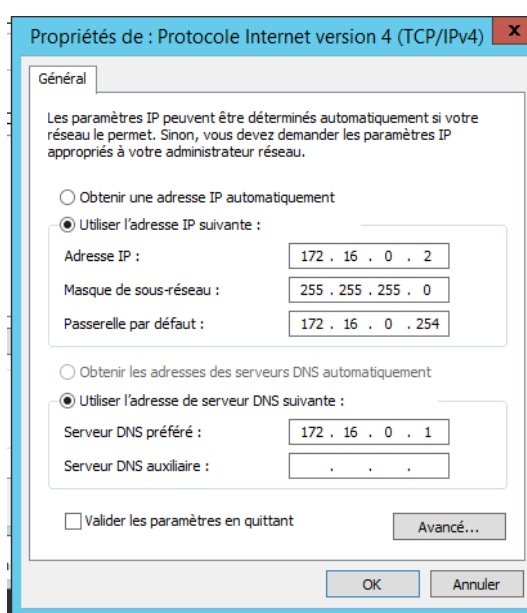 Propriétés de : Protocole Internet version 4 (TCP/IPv4)
x
Général
Les paramètres IP peuvent être déterminés automatiquement si votre
réseau le permet. Sinon, vous devez demander les paramètres IP
appropriés à votre administrateur réseau.
Obtenir une adresse IP automatiquement
Utiliser l'adresse IP suivante :
Adresse IP : 172 . 16 . 0 . 2
Masque de sous-réseau : 255 . 255 . 255 . 0
Passerelle par défaut : 172 . 16 . 0 . 254
Obtenir les adresses des serveurs DNS automatiquement
Utiliser l'adresse de serveur DNS suivante :
Serveur DNS préféré : 172 . 16 . 0 . 1
Serveur DNS auxiliaire : . . .
Valider les paramètres en quittant
Avancé...
OK Annuler